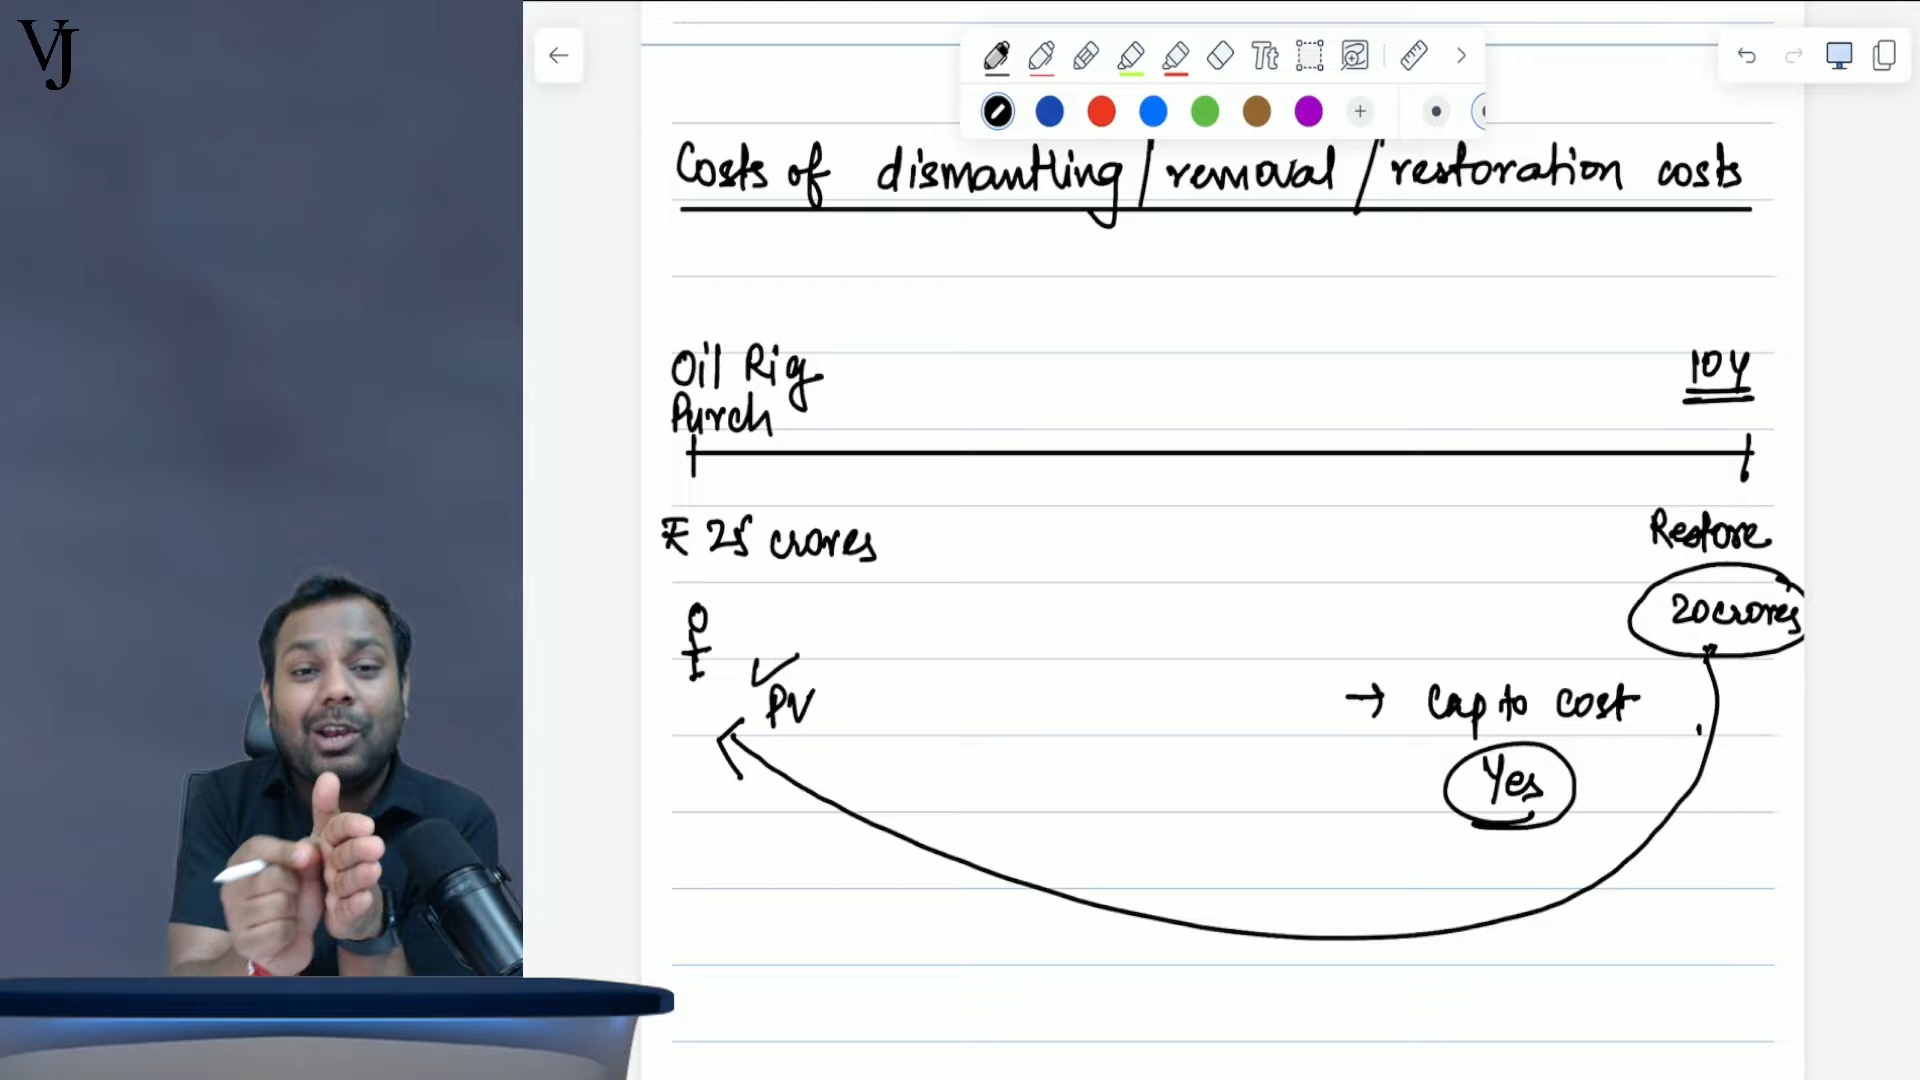 VJ
Tt
Costs of dismantling/removal/restoration costs
Oil Rig
Purch
10y
₹ 25 crores
Restore
20 crores
PV
→ Cap to cost
Yes